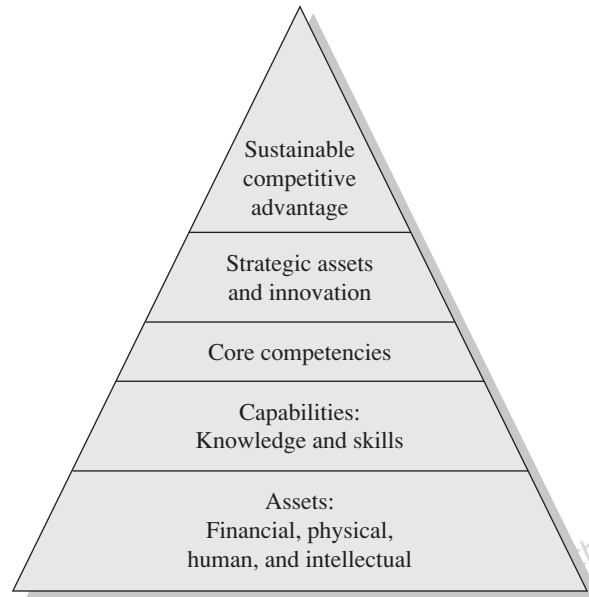 Sustainable
competitive
advantage
Strategic assets
and innovation
Core competencies
Capabilities:
Knowledge and skills
Assets:
Financial, physical,
human, and intellectual